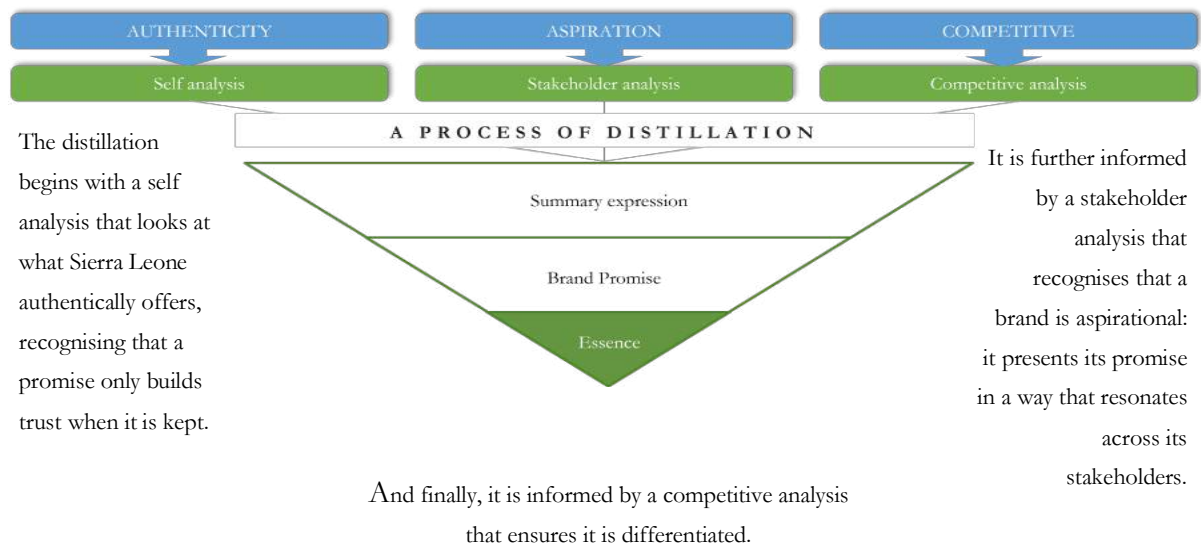 AUTHENTICITY
ASPIRATION
COMPETITIVE
Self analysis
Stakeholder analysis
Competitive analysis
A PROCESS OF DISTILLATION
Summary expression
Brand Promise
Essence
The distillation
begins with a self
analysis that looks at
what Sierra Leone
authentically offers,
recognising that a
promise only builds
trust when it is kept.
It is further informed
by a stakeholder
analysis that
recognises that a
brand is aspirational:
it presents its promise
in a way that resonates
across its
stakeholders.
And finally, it is informed by a competitive analysis
that ensures it is differentiated.